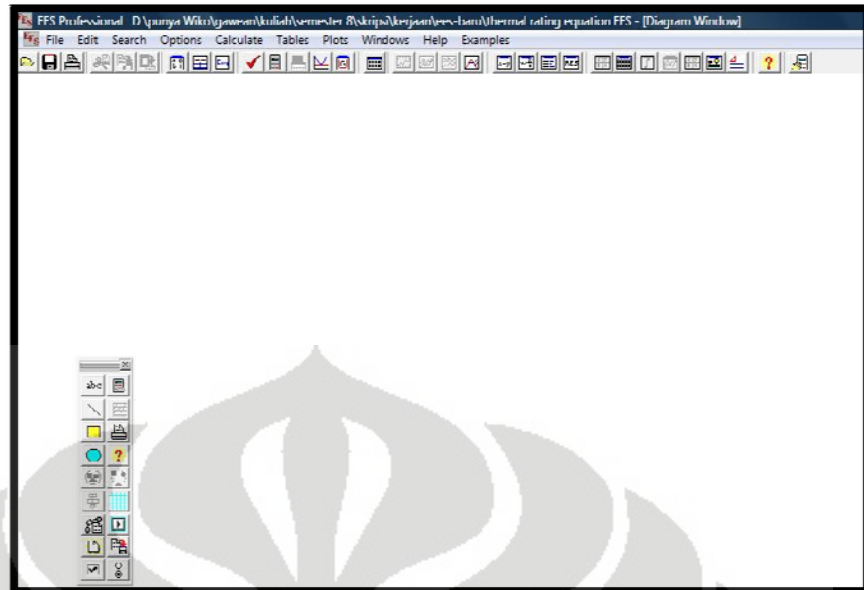 EES Professional D:\punya Wiko\gawean\kuliah\semester 8\skripsi\kerjaan\ees-baru\thermal rating equation EES - [Diagram Window]
File Edit Search Options Calculate Tables Plots Windows Help Examples
abc